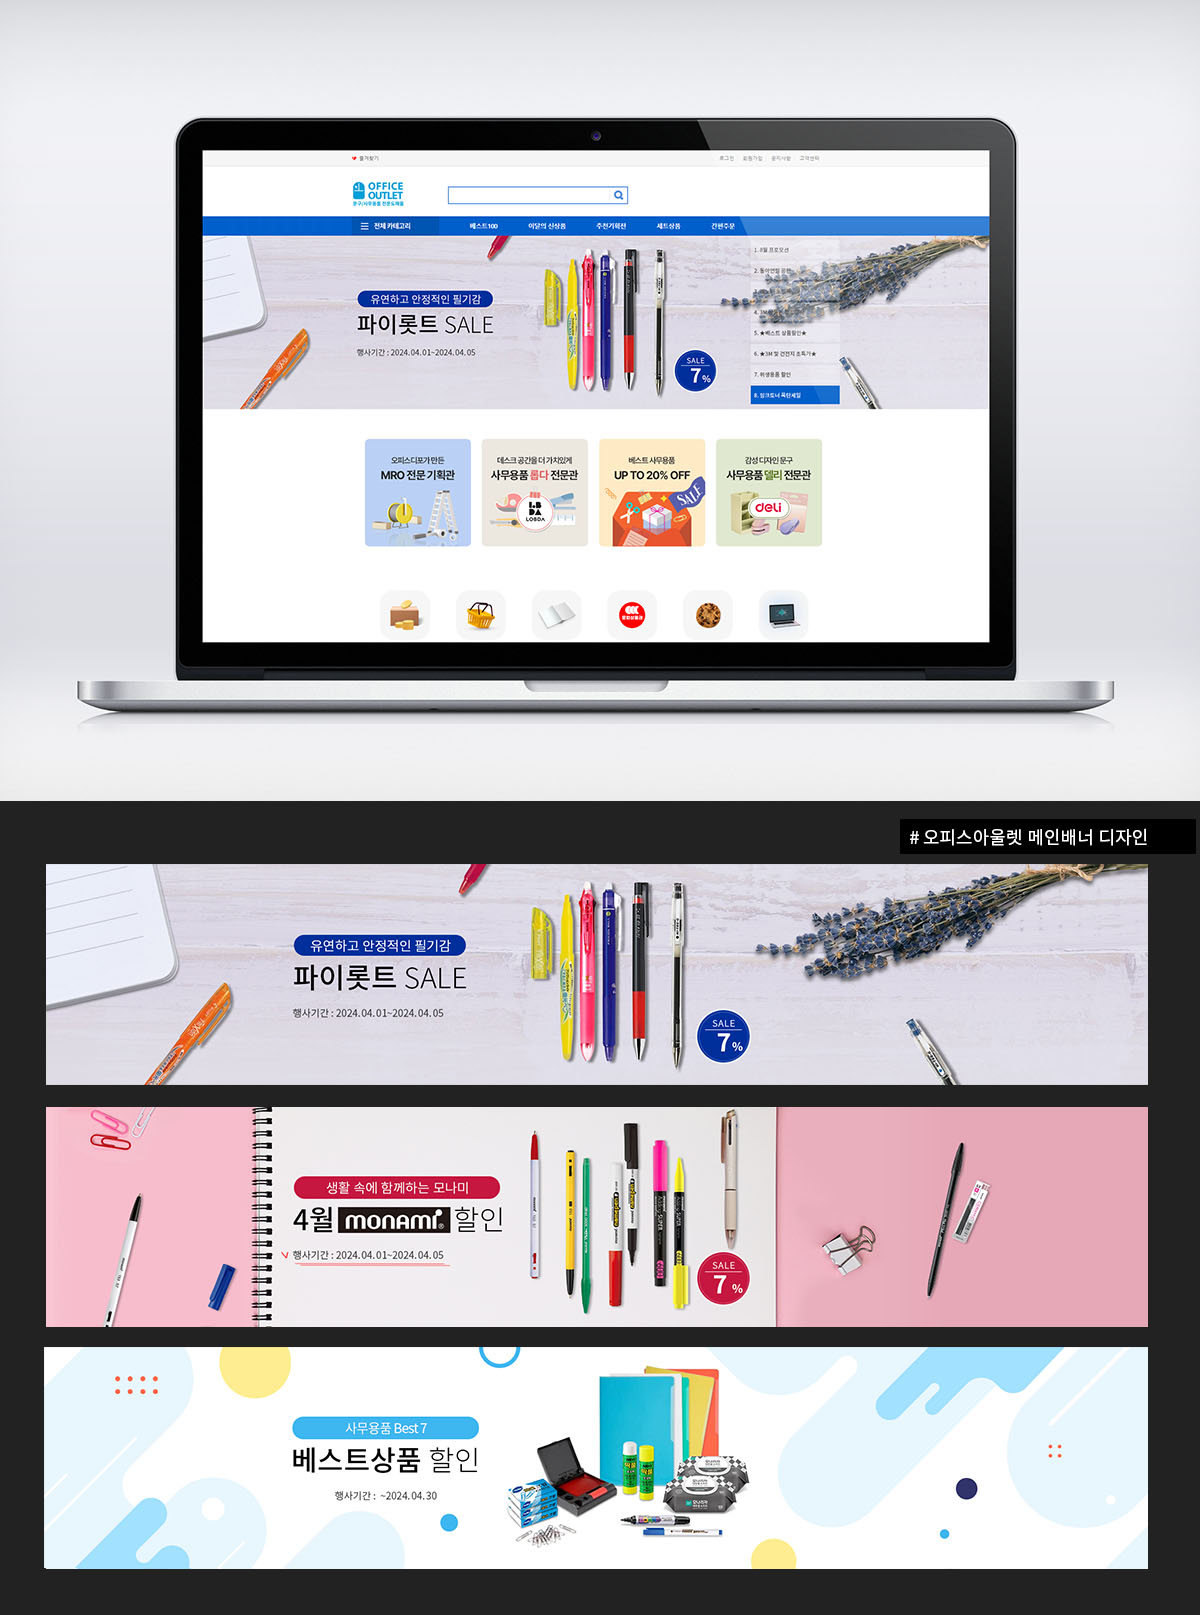 즐겨찾기
로그인 회원가입 공지사항 고객센터
OFFICE
OUTLET
문구/사무용품 전문도매몰
전체 카테고리 베스트100 이달의 신상품 추천기획전 세트상품 간편주문
유연하고 안정적인 필기감
파이롯트 SALE
행사기간 : 2024.04.01~2024.04.05
SALE
7%
1. 8월 프로모션
5. ★베스트 상품할인★
6. ★3M 및 건전지 초특가★
7. 위생용품 할인
8. 잉크토너 폭탄세일
오피스디포가 만든
MRO 전문 기획관
데스크 공간을 더 가치있게
사무용품 롭다 전문관
LOBDA
베스트 사무용품
UP TO 20% OFF
SALE
감성 디자인 문구
사무용품 델리 전문관
deli
문화상품권
# 오피스아울렛 메인배너 디자인
유연하고 안정적인 필기감
파이롯트 SALE
행사기간 : 2024.04.01~2024.04.05
SALE
7%
생활 속에 함께하는 모나미
4월 monami® 할인
행사기간 : 2024.04.01~2024.04.05
SALE
7%
사무용품 Best 7
베스트상품 할인
행사기간 : ~2024.04.30